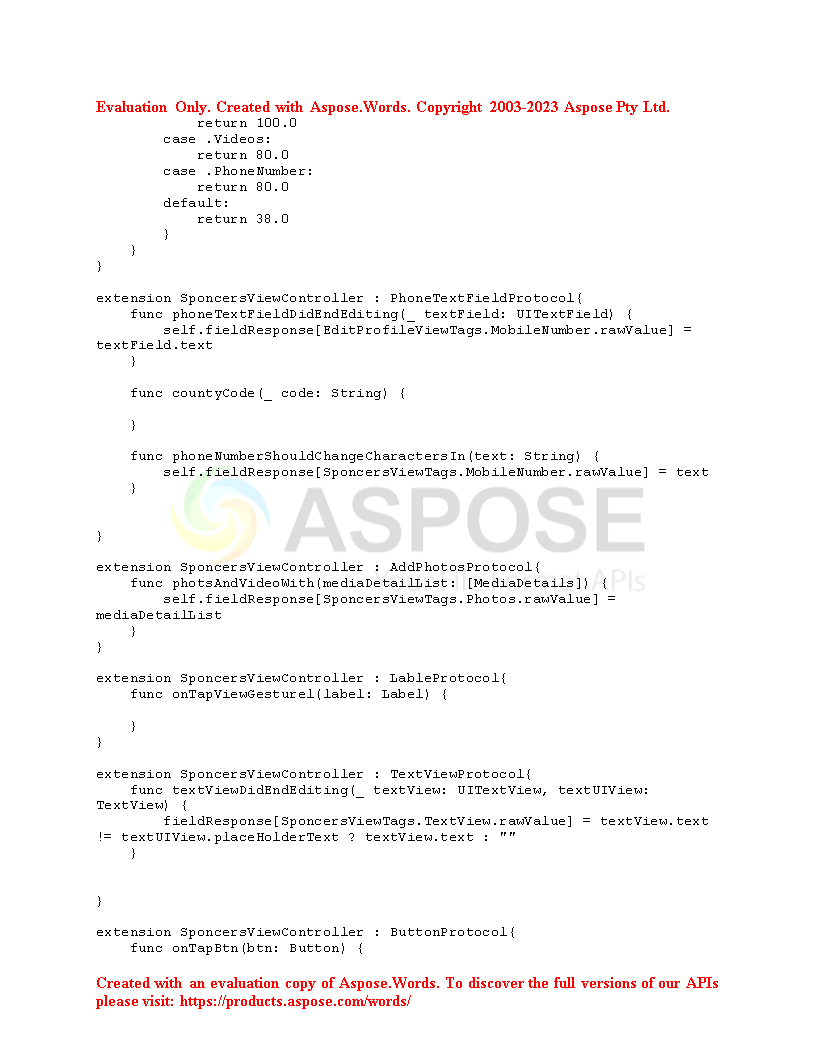 Evaluation Only. Created with Aspose.Words. Copyright 2003-2023 Aspose Pty Ltd.
            return 100.0
        case .Videos:
            return 80.0
        case .PhoneNumber:
            return 80.0
        default:
            return 38.0
        }
    }
}

extension SponcersViewController : PhoneTextFieldProtocol{
    func phoneTextFieldDidEndEditing(_ textField: UITextField) {
        self.fieldResponse[EditProfileViewTags.MobileNumber.rawValue] =
textField.text
    }

    func countyCode(_ code: String) {

    }

    func phoneNumberShouldChangeCharactersIn(text: String) {
        self.fieldResponse[SponcersViewTags.MobileNumber.rawValue] = text
    }

ASPOSE

}

extension SponcersViewController : AddPhotosProtocol{
    func photsAndVideoWith(mediaDetailList: [MediaDetails]) {
APIs
        self.fieldResponse[SponcersViewTags.Photos.rawValue] =
mediaDetailList
    }
}

extension SponcersViewController : LableProtocol{
    func onTapViewGesturel(label: Label) {

    }
}

extension SponcersViewController : TextViewProtocol{
    func textViewDidEndEditing(_ textView: UITextView, textUIView:
TextView) {
        fieldResponse[SponcersViewTags.TextView.rawValue] = textView.text
!= textUIView.placeHolderText ? textView.text : ""
    }


}

extension SponcersViewController : ButtonProtocol{
    func onTapBtn(btn: Button) {

Created with an evaluation copy of Aspose.Words. To discover the full versions of our APIs
please visit: https://products.aspose.com/words/